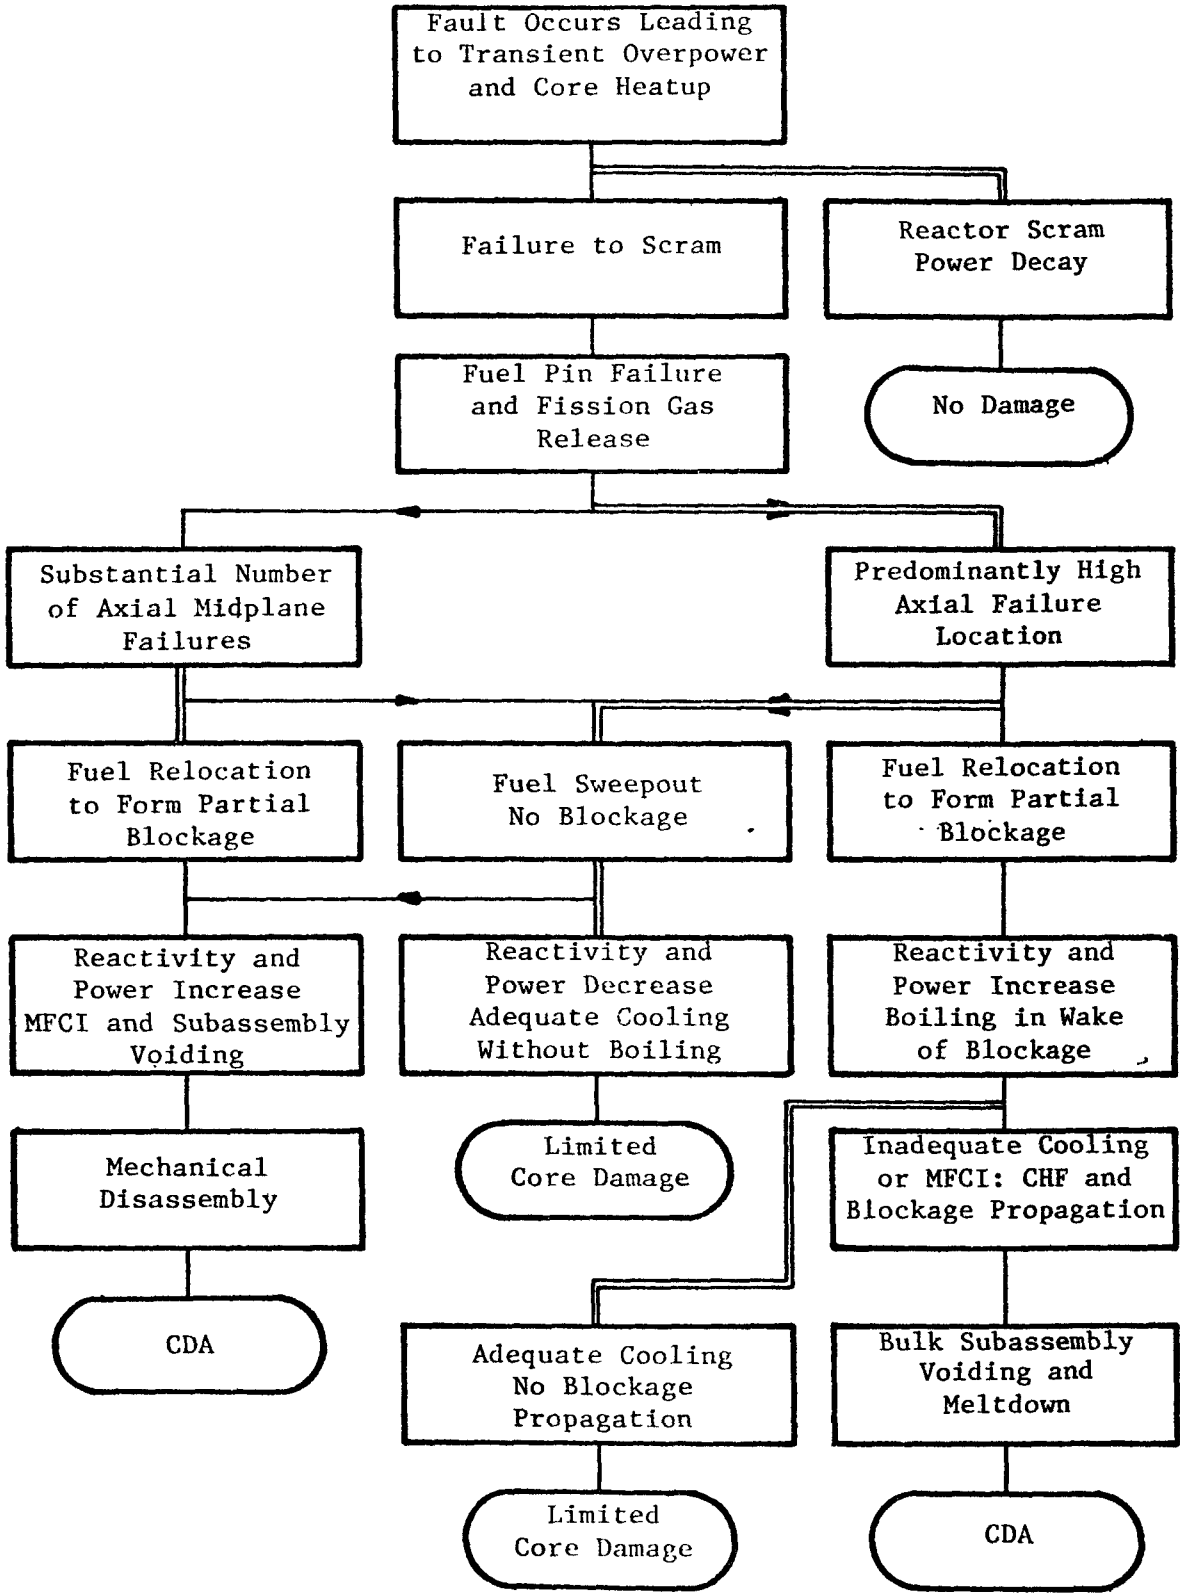 Fault Occurs Leading
to Transient Overpower
and Core Heatup
Failure to Scram
Reactor Scram
Power Decay
Fuel Pin Failure
and Fission Gas
Release
No Damage
Substantial Number
of Axial Midplane
Failures
Predominantly High
Axial Failure
Location
Fuel Relocation
to Form Partial
Blockage
Fuel Sweepout
No Blockage
Fuel Relocation
to Form Partial
Blockage
Reactivity and
Power Increase
MFCI and Subassembly
Voiding
Reactivity and
Power Decrease
Adequate Cooling
Without Boiling
Reactivity and
Power Increase
Boiling in Wake
of Blockage
Mechanical
Disassembly
Limited
Core Damage
Inadequate Cooling
or MFCI: CHF and
Blockage Propagation
CDA
Adequate Cooling
No Blockage
Propagation
Bulk Subassembly
Voiding and
Meltdown
Limited
Core Damage
CDA